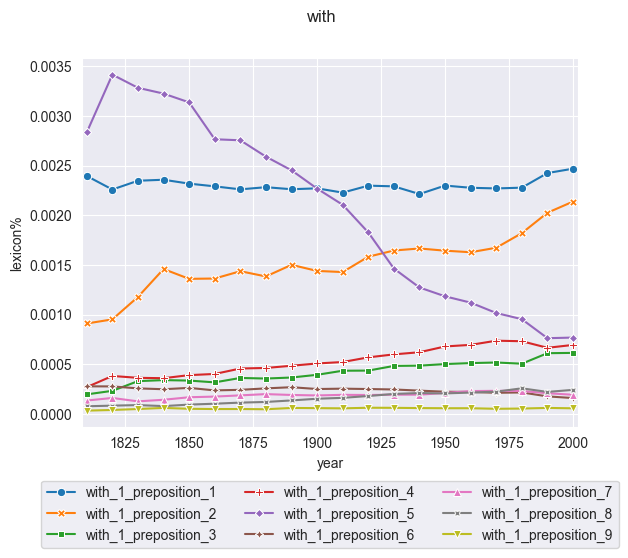 with
0.0035
0.0030
0.0025
0.0020
0.0015
0.0010
0.0005
0.0000
lexicon%
1825 1850 1875 1900 1925 1950 1975 2000
year
with_1_preposition_1 with_1_preposition_4 with_1_preposition_7
with_1_preposition_2 with_1_preposition_5 with_1_preposition_8
with_1_preposition_3 with_1_preposition_6 with_1_preposition_9